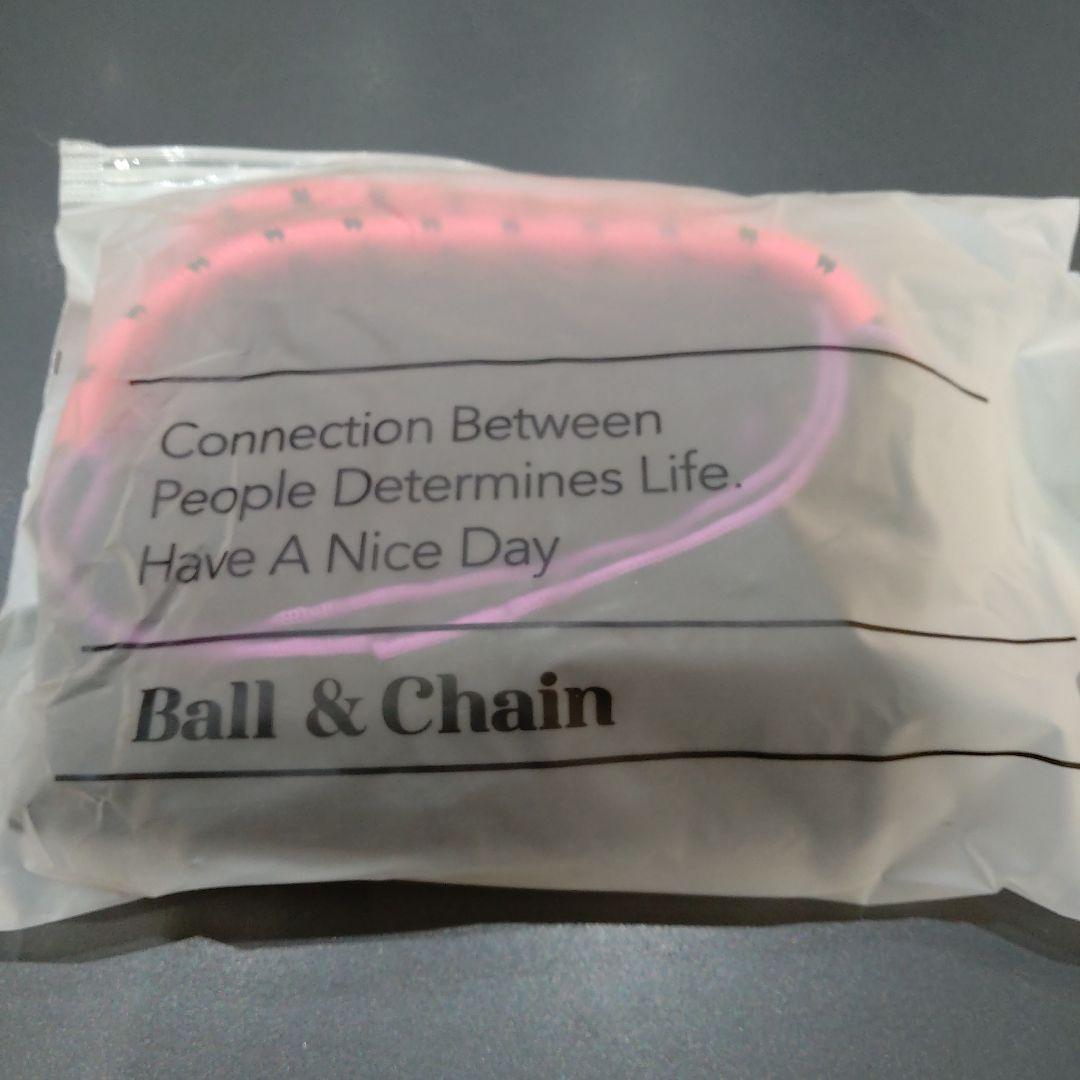 Connection Between
People Determines Life.
Have A Nice Day
Ball & Chain